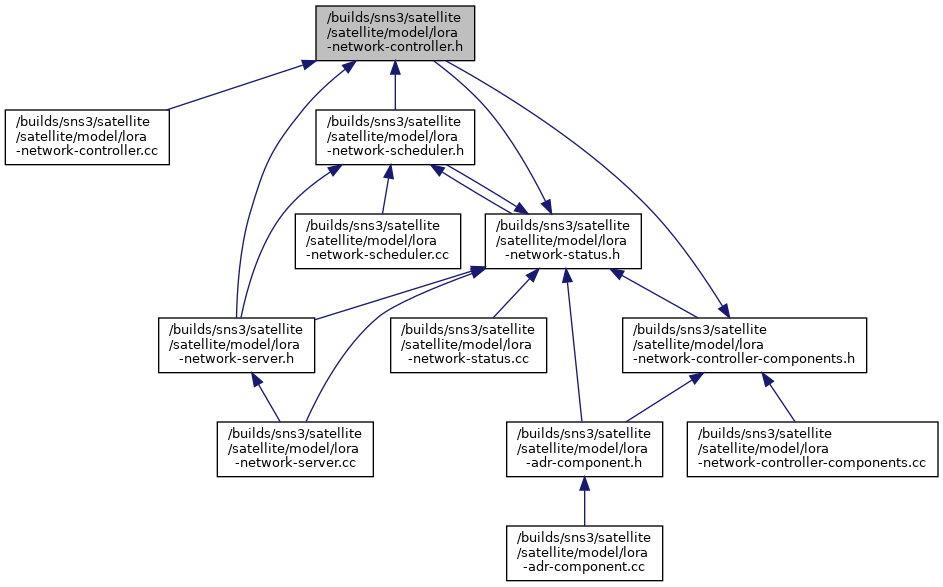 /builds/sns3/satellite
/satellite/model/lora
-network-controller.h
/builds/sns3/satellite
/satellite/model/lora
-network-controller.cc
/builds/sns3/satellite
/satellite/model/lora
-network-scheduler.h
/builds/sns3/satellite
/satellite/model/lora
-network-scheduler.cc
/builds/sns3/satellite
/satellite/model/lora
-network-status.h
/builds/sns3/satellite
/satellite/model/lora
-network-server.h
/builds/sns3/satellite
/satellite/model/lora
-network-status.cc
/builds/sns3/satellite
/satellite/model/lora
-network-controller-components.h
/builds/sns3/satellite
/satellite/model/lora
-network-server.cc
/builds/sns3/satellite
/satellite/model/lora
-adr-component.h
/builds/sns3/satellite
/satellite/model/lora
-network-controller-components.cc
/builds/sns3/satellite
/satellite/model/lora
-adr-component.cc